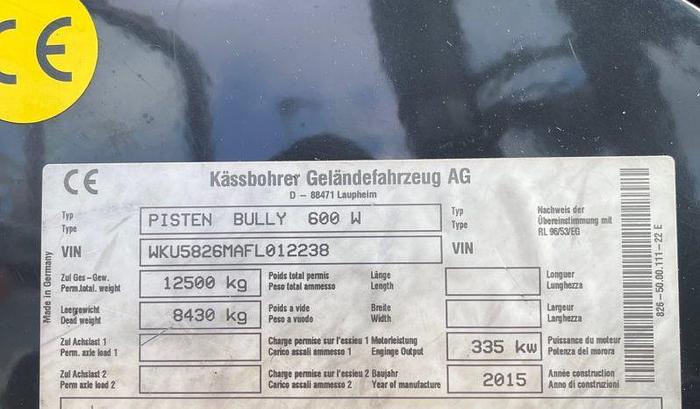 CE
CE
Kässbohrer Geländefahrzeug AG
D – 88471 Laupheim
Typ
Type
PISTEN BULLY 600 W
Typ
Type
Nachweis der
Übereinstimmung mit
RL 96/53/EG
VIN
WKU5826MAFL012238
VIN
Zul Ges-Gew.
Perm.total. weight
12500 kg
Poids total permis
Peso total ammesso
Länge
Length
Longuer
Lunghezza
Leergewicht
Dead weight
8430 kg
Poids a vide
Peso a vuodo
Breite
Width
Largeur
Larghezza
Zul Achslast 1
Perm. axle load 1
Charge permise sur l'essieu 1
Carico assali ammesso 1
Motorleistung
Enginge Output
335 kw
Puissance du moteur
Potenza del morora
Zul Achslast 2
Perm axle load 2
Charge permise sur l'essieu 2
Carico assali ammesso 2
Baujahr
Year of manufacture
2015
Année construction
Anno di construzioni
Made in Germany
826-50.00.111-22 E